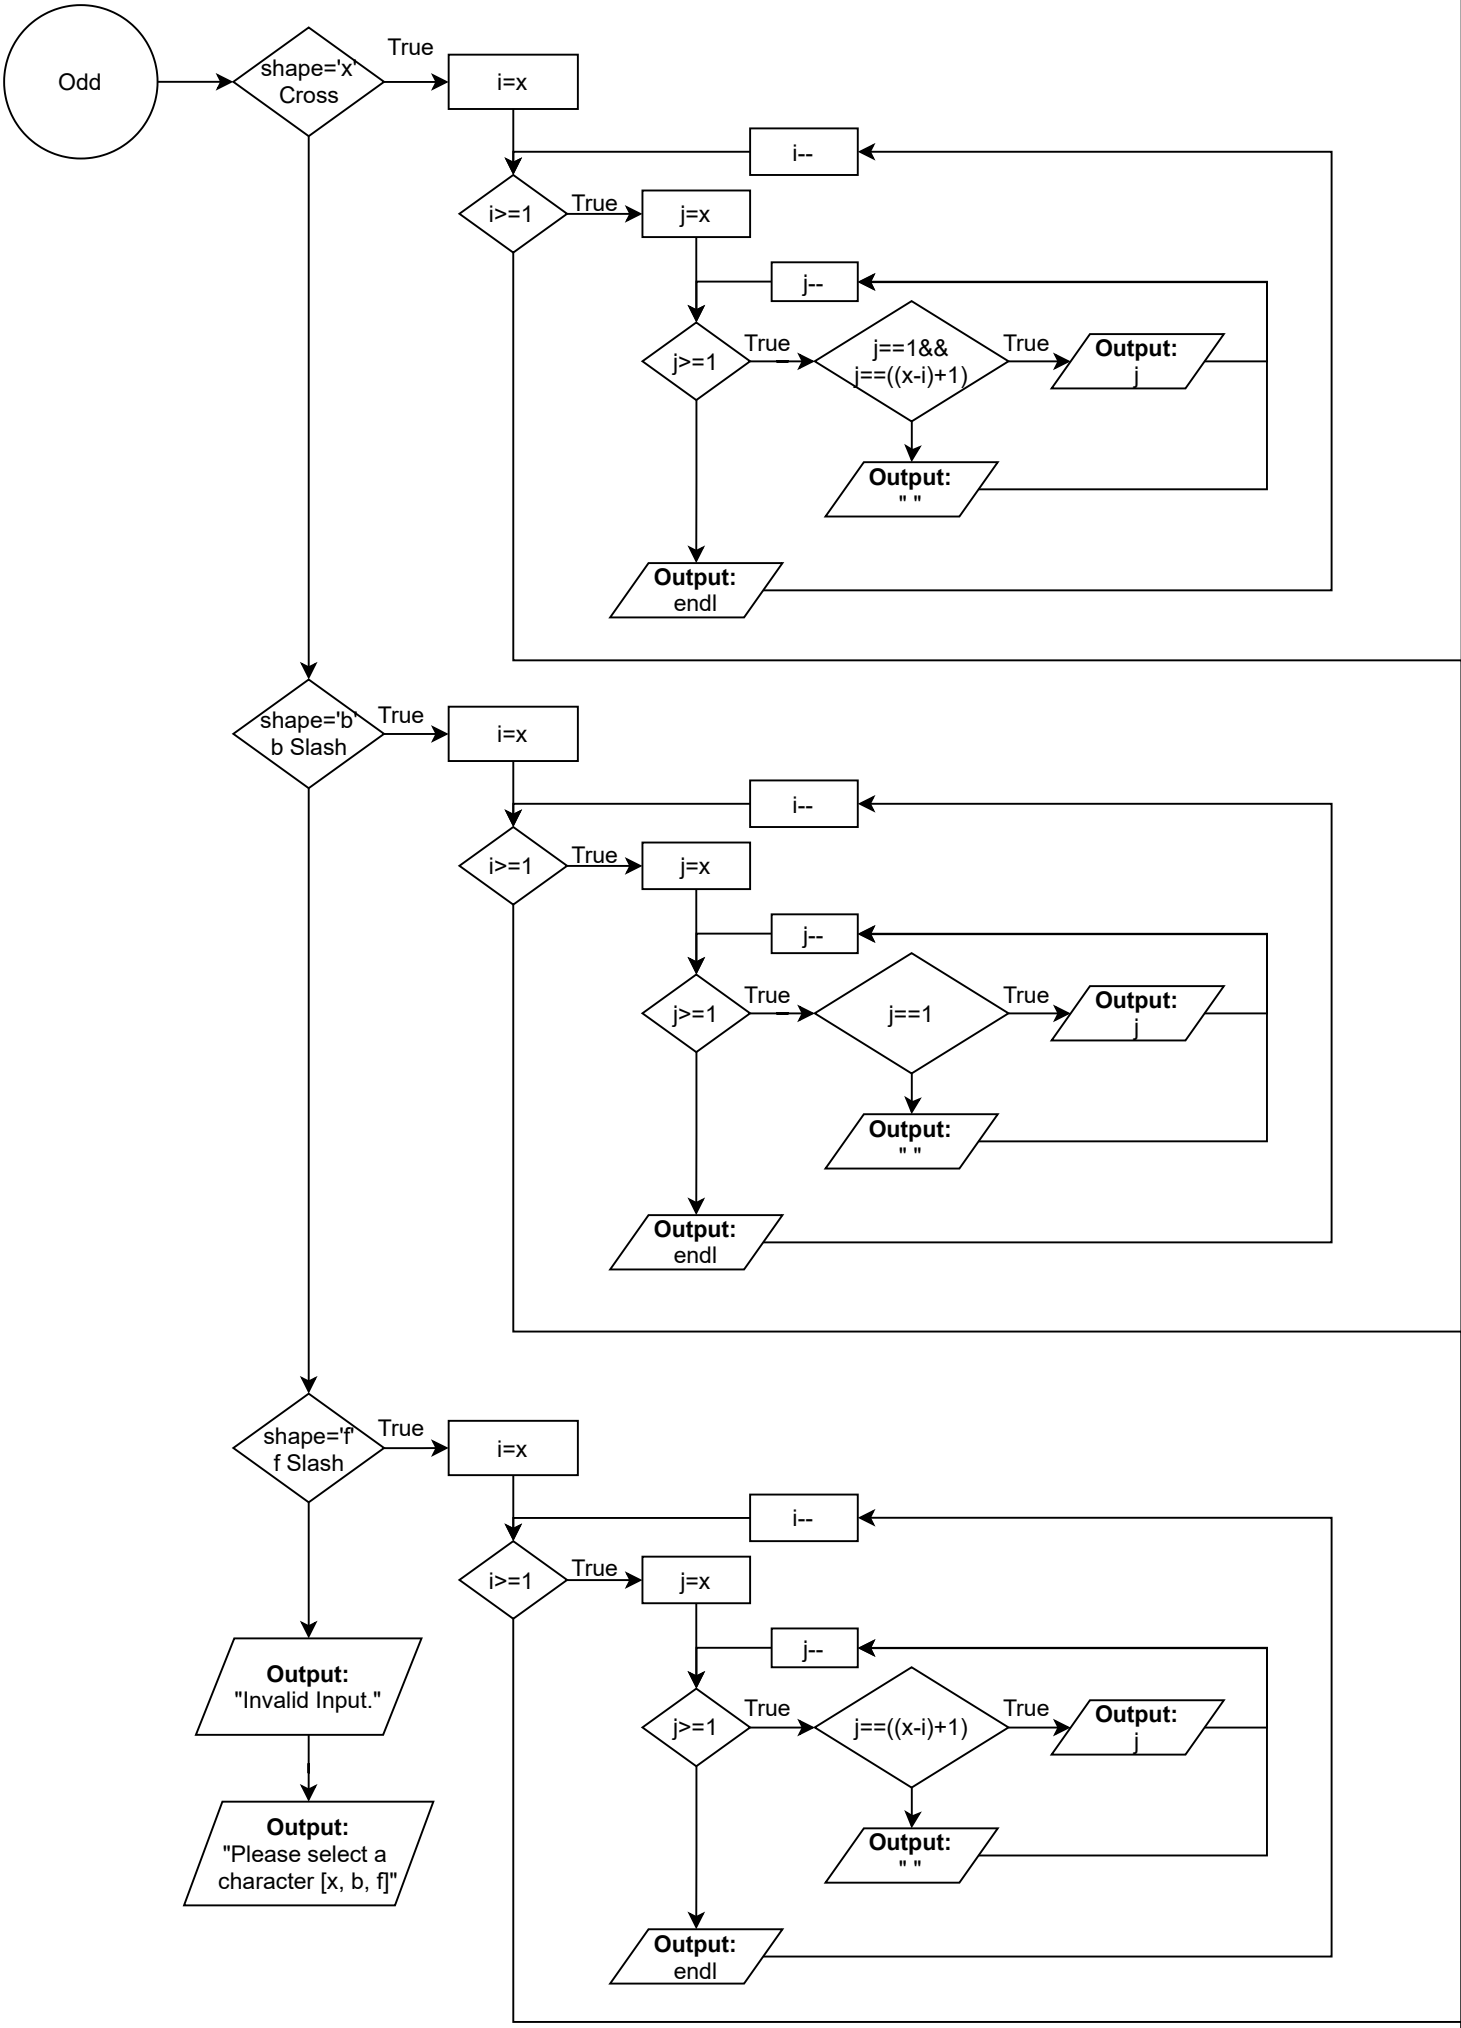 Odd
shape='x'
Cross
True
i=x
i--
i>=1
True
j=x
j--
j>=1
True
j==1&&
j==((x-i)+1)
True
Output:
j
Output:
" "
Output:
endl
shape='b'
b Slash
True
i=x
i--
i>=1
True
j=x
j--
j>=1
True
j==1
True
Output:
j
Output:
" "
Output:
endl
shape='f'
f Slash
True
i=x
i--
i>=1
True
j=x
j--
j>=1
True
j==((x-i)+1)
True
Output:
j
Output:
" "
Output:
endl
Output:
"Invalid Input."
Output:
"Please select a
character [x, b, f]"